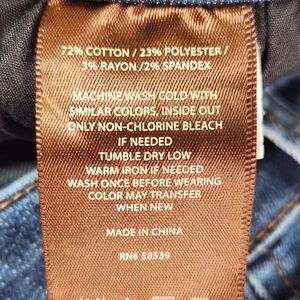 72% COTTON / 23% POLYESTER /
3% RAYON /2% SPANDEX
MACHINE WASH COLD WITH
SIMILAR COLORS, INSIDE OUT
ONLY NON-CHLORINE BLEACH
IF NEEDED
TUMBLE DRY LOW
WARM IRON IF NEEDED
WASH ONCE BEFORE WEARING
COLOR MAY TRANSFER
WHEN NEW
MADE IN CHINA
RN# 58539